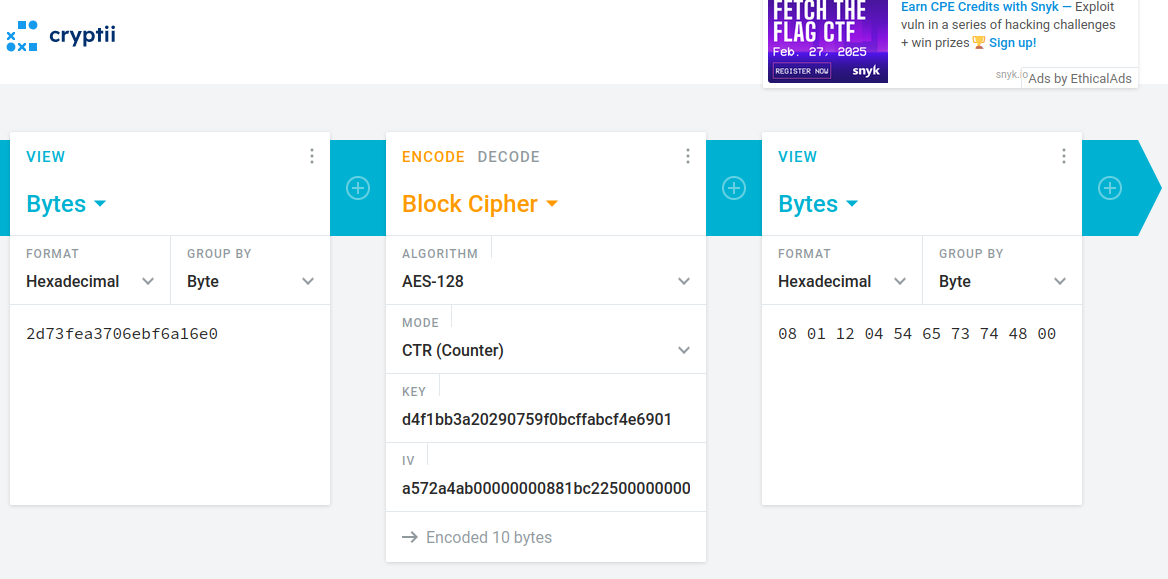 cryptii
FETCH THE
FLAG CTF
Feb. 27, 2025
REGISTER NOW
snyk
Earn CPE Credits with Snyk — Exploit
vuln in a series of hacking challenges
+ win prizes🏆 Sign up!
snyk.io
Ads by EthicalAds
VIEW
Bytes
FORMAT
Hexadecimal
GROUP BY
Byte
2d73fea3706ebf6a16e0
ENCODE DECODE
Block Cipher
ALGORITHM
AES-128
MODE
CTR (Counter)
KEY
d4f1bb3a20290759f0bcffabcf4e6901
IV
a572a4ab00000000881bc22500000000
→ Encoded 10 bytes
VIEW
Bytes
FORMAT
Hexadecimal
GROUP BY
Byte
08 01 12 04 54 65 73 74 48 00